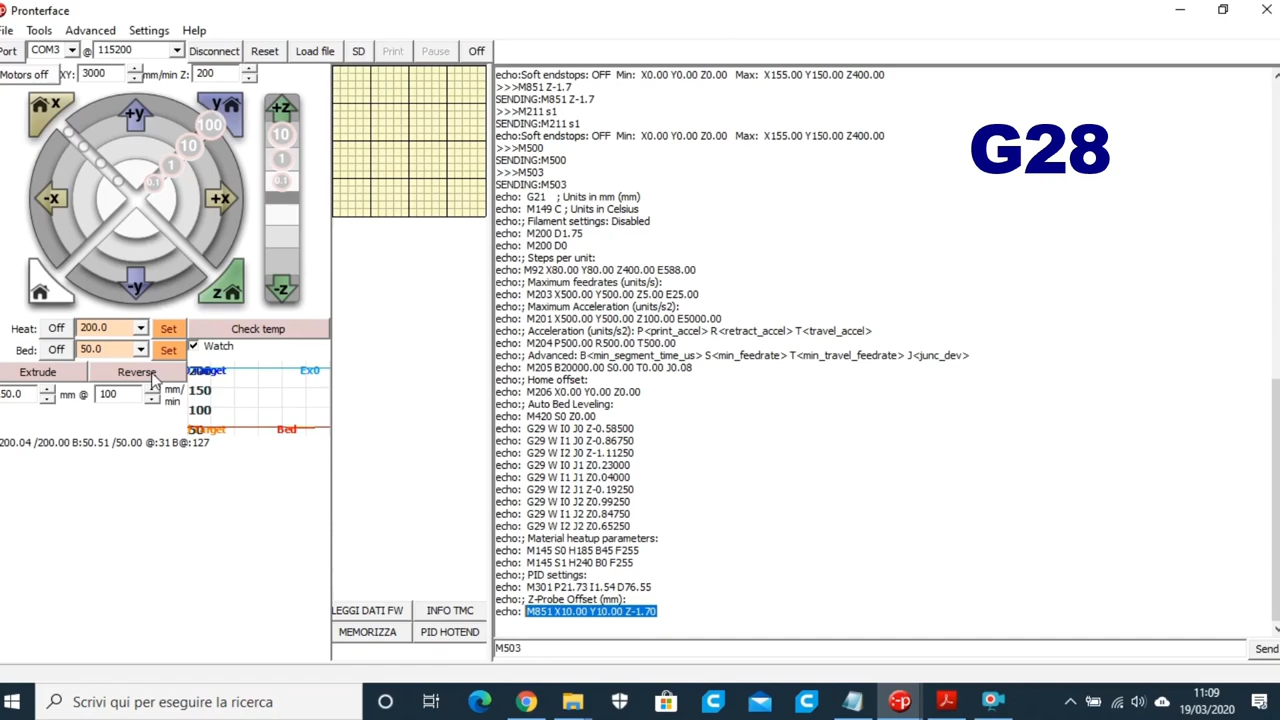 Pronterface
File Tools Advanced Settings Help
Port COM3 @ 115200 Disconnect Reset Load file SD Print Pause Off
Motors off XY: 3000 mm/min Z: 200
x
+y
y
100
10
1
0.1
-x
+x
-y
z
+z
10
1
0.1
-z
Heat: Off 200.0 Set Check temp
Bed: Off 50.0 Set Watch
Extrude Reverse
50.0 mm @ 100 mm/
min
Target Ex0
150
100
50
Bed
200.04 /200.00 B:50.51 /50.00 @:31 B@:127
LEGGI DATI FW INFO TMC
MEMORIZZA PID HOTEND
echo:Soft endstops: OFF Min: X0.00 Y0.00 Z0.00 Max: X155.00 Y150.00 Z400.00
>>>M851 Z-1.7
SENDING:M851 Z-1.7
>>>M211 s1
SENDING:M211 s1
echo:Soft endstops: OFF Min: X0.00 Y0.00 Z0.00 Max: X155.00 Y150.00 Z400.00
>>>M500
SENDING:M500
>>>M503
SENDING:M503
echo: G21 ; Units in mm (mm)
echo: M149 C ; Units in Celsius
echo:; Filament settings: Disabled
echo: M200 D1.75
echo: M200 D0
echo:; Steps per unit:
echo: M92 X80.00 Y80.00 Z400.00 E588.00
echo:; Maximum feedrates (units/s):
echo: M203 X500.00 Y500.00 Z5.00 E25.00
echo:; Maximum Acceleration (units/s2):
echo: M201 X500.00 Y500.00 Z100.00 E5000.00
echo:; Acceleration (units/s2): P<print_accel> R<retract_accel> T<travel_accel>
echo: M204 P500.00 R500.00 T500.00
echo:; Advanced: B<min_segment_time_us> S<min_feedrate> T<min_travel_feedrate> J<junc_dev>
echo: M205 B20000.00 S0.00 T0.00 J0.08
echo:; Home offset:
echo: M206 X0.00 Y0.00 Z0.00
echo:; Auto Bed Leveling:
echo: M420 S0 Z0.00
echo: G29 W I0 J0 Z-0.58500
echo: G29 W I1 J0 Z-0.86750
echo: G29 W I2 J0 Z-1.11250
echo: G29 W I0 J1 Z0.23000
echo: G29 W I1 J1 Z0.04000
echo: G29 W I2 J1 Z-0.19250
echo: G29 W I0 J2 Z0.99250
echo: G29 W I1 J2 Z0.84750
echo: G29 W I2 J2 Z0.65250
echo:; Material heatup parameters:
echo: M145 S0 H185 B45 F255
echo: M145 S1 H240 B0 F255
echo:; PID settings:
echo: M301 P21.73 I1.54 D76.55
echo:; Z-Probe Offset (mm):
echo: M851 X10.00 Y10.00 Z-1.70
M503 Send
G28
Scrivi qui per eseguire la ricerca
11:09
19/03/2020